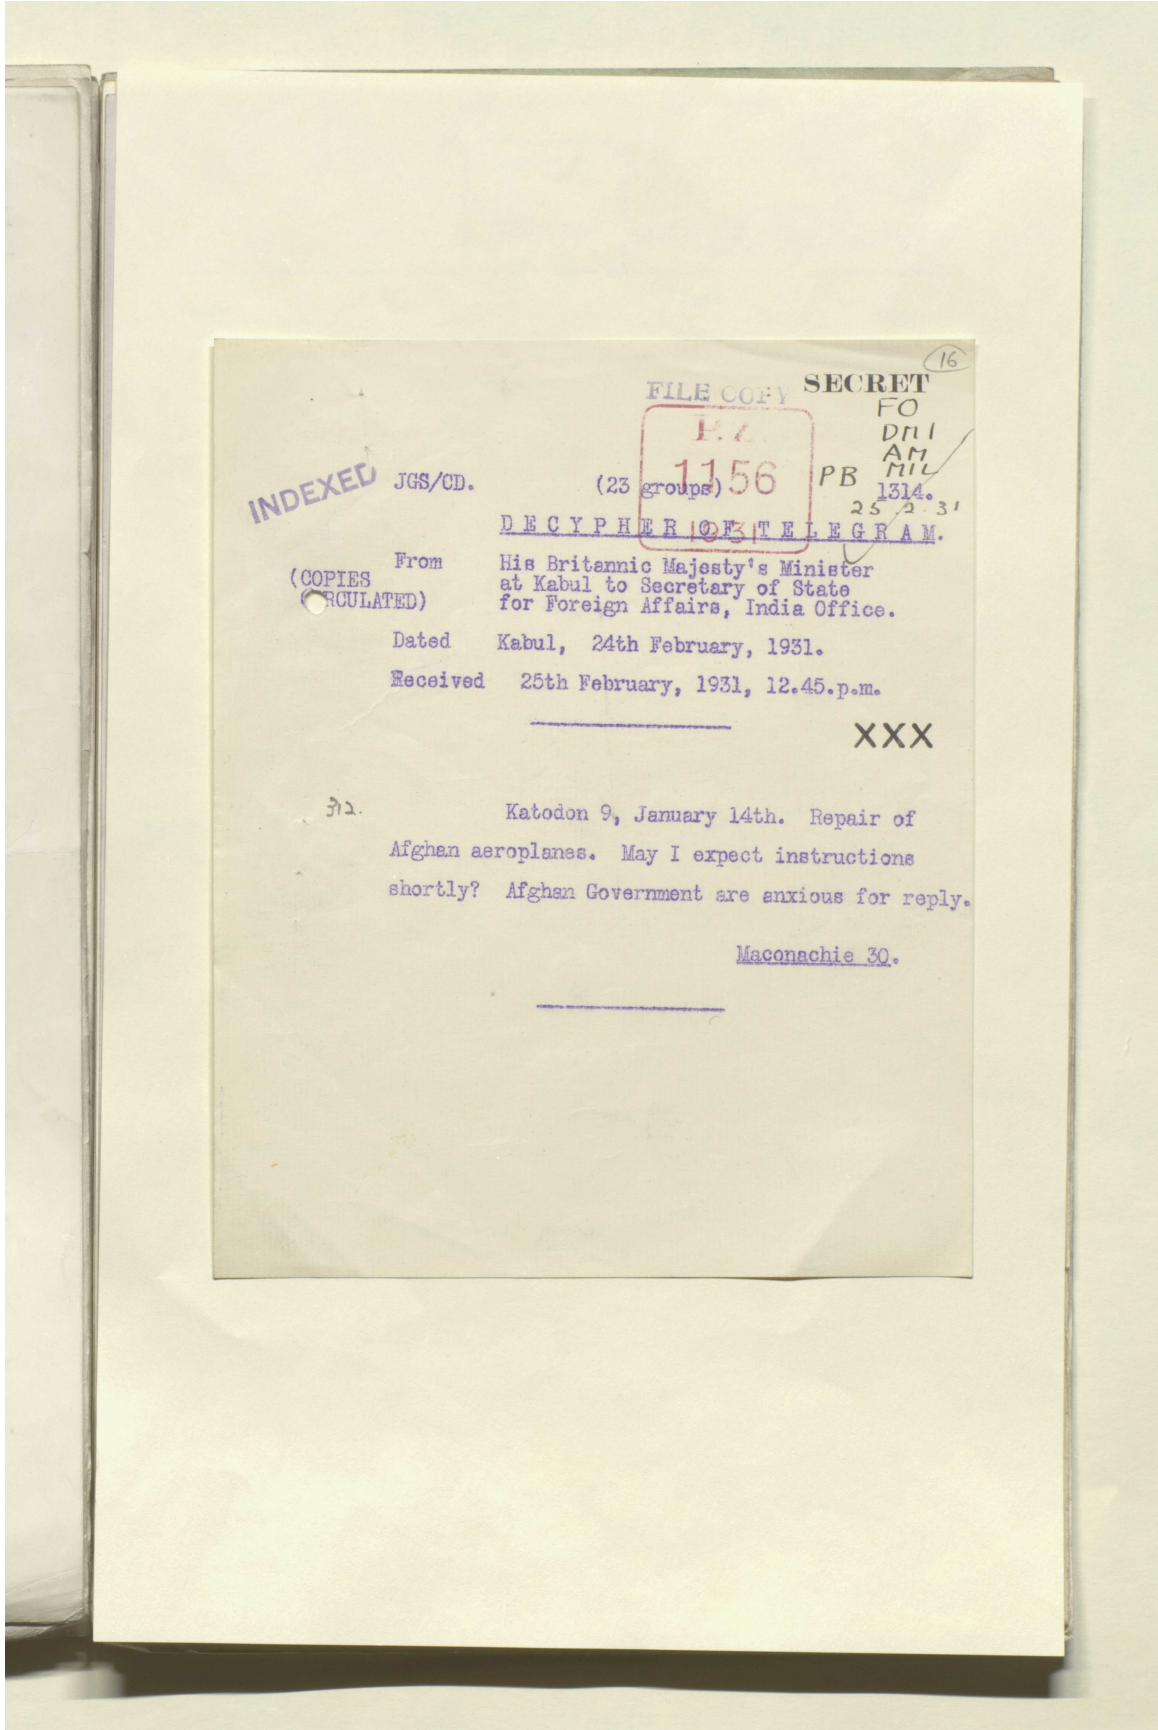 16
FILE COPY SECRET
FO
P.Z. DMI
AM
INDEXED JGS/CD. (23 groups) 1156 PB MIL
1314.
25.2.31
DECYPHER OF TELEGRAM.
1931
From His Britannic Majesty's Minister
(COPIES at Kabul to Secretary of State
CIRCULATED) for Foreign Affairs, India Office.
Dated Kabul, 24th February, 1931.
Received 25th February, 1931, 12.45.p.m.
XXX
312. Katodon 9, January 14th. Repair of
Afghan aeroplanes. May I expect instructions
shortly? Afghan Government are anxious for reply.
Maconachie 30.